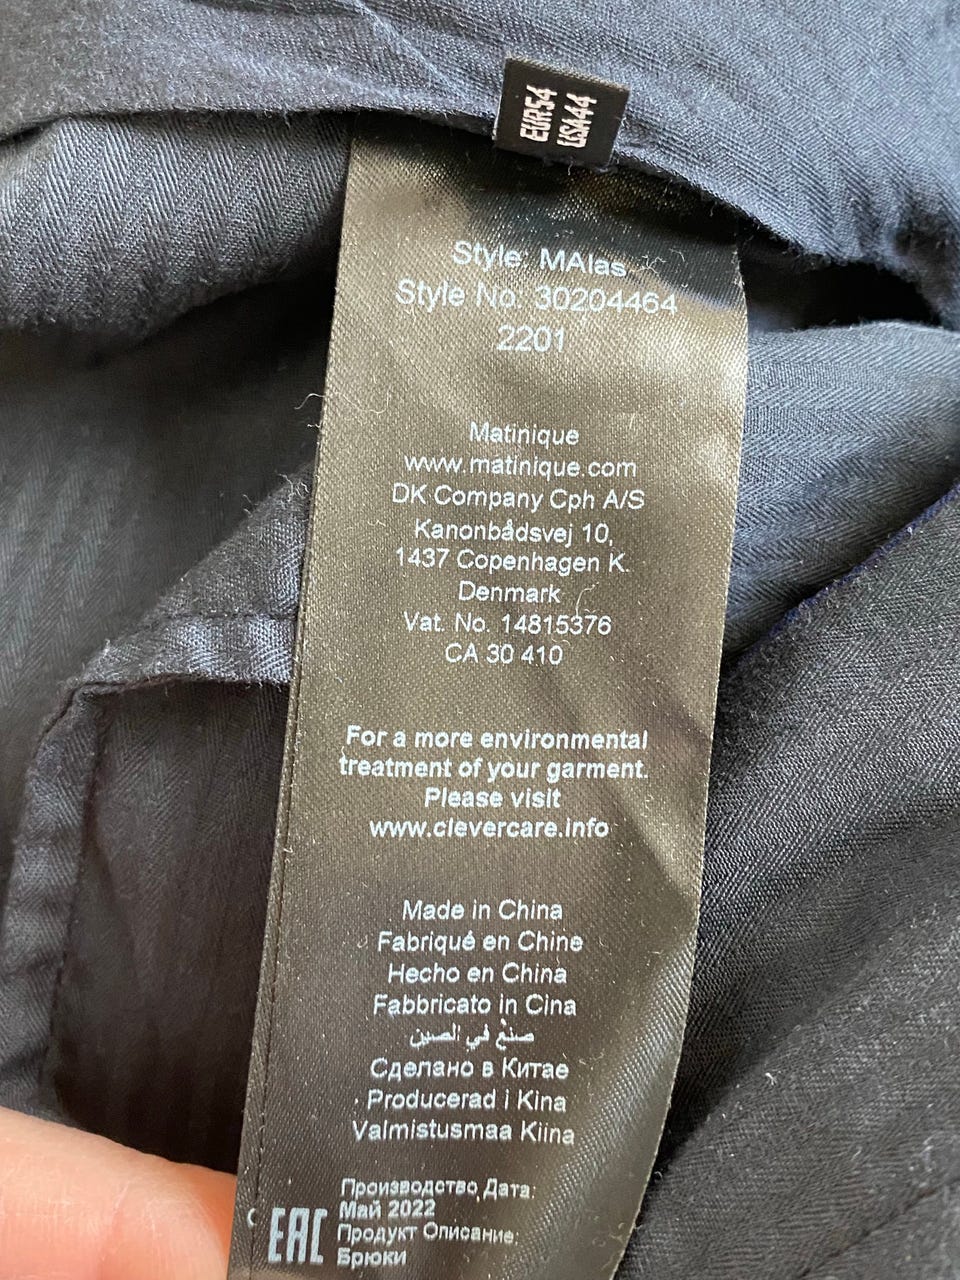 EUR54
USA44
Style MAlas
Style No. 30204464
2201
Matinique
www.matinique.com
DK Company Cph A/S
Kanonbådsvej 10,
1437 Copenhagen K.
Denmark
Vat. No. 14815376
CA 30 410
For a more environmental
treatment of your garment.
Please visit
www.clevercare.info
Made in China
Fabriqué en Chine
Hecho en China
Fabbricato in Cina
صنع في الصين
Сделано в Китае
Producerad i Kina
Valmistusmaa Kiina
Производство Дата:
Май 2022
EAC
Продукт Описание:
Брюки